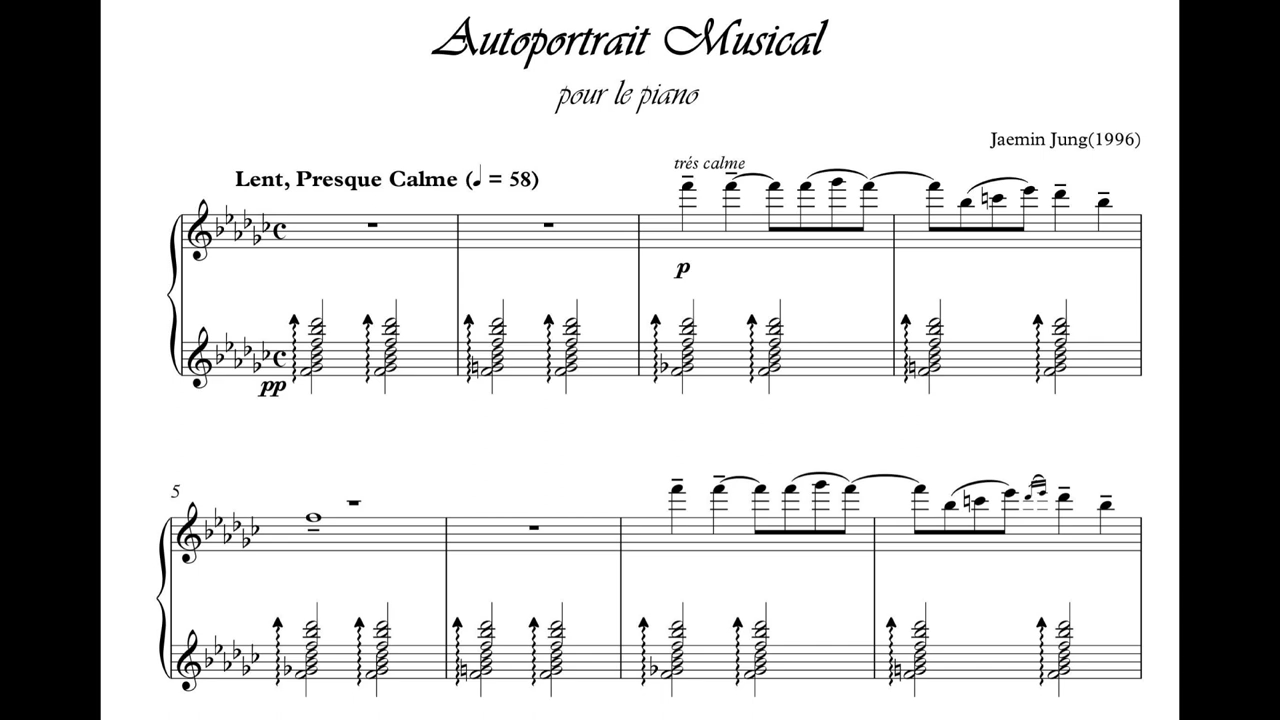 Autoportrait Musical
pour le piano
Jaemin Jung(1996)
trés calme
Lent, Presque Calme (♩ = 58)
p
pp
5